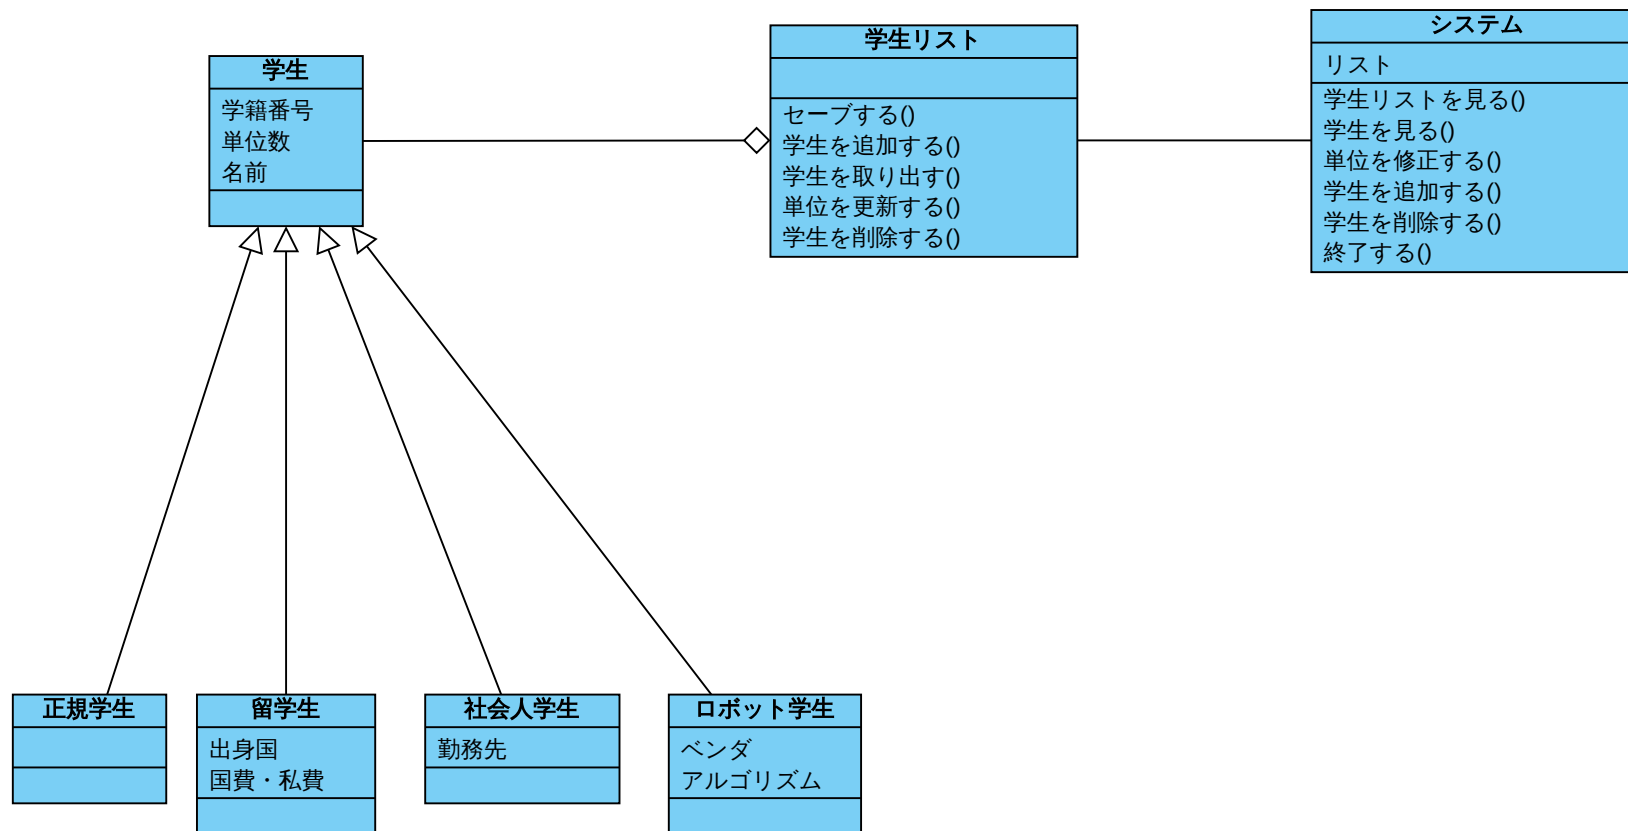 学生
学籍番号
単位数
名前
学生リスト
セーブする()
学生を追加する()
学生を取り出す()
単位を更新する()
学生を削除する()
システム
リスト
学生リストを見る()
学生を見る()
単位を修正する()
学生を追加する()
学生を削除する()
終了する()
正規学生
留学生
出身国
国費・私費
社会人学生
勤務先
ロボット学生
ベンダ
アルゴリズム